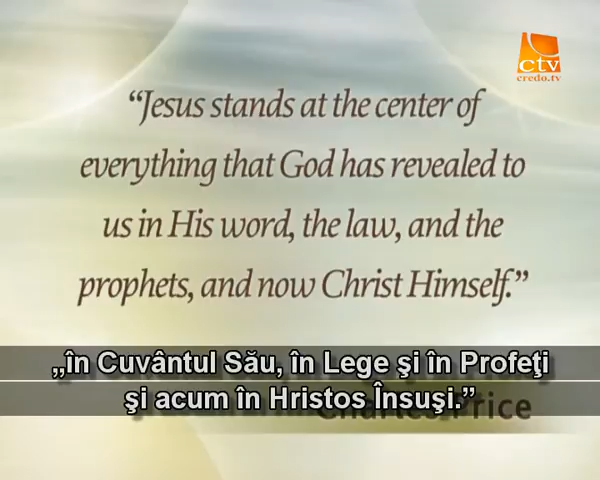 ctv
credo.tv
“Jesus stands at the center of
everything that God has revealed to
us in His word, the law, and the
prophets, and now Christ Himself.”
„în Cuvântul Său, în Lege şi în Profeţi
şi acum în Hristos Însuşi.”
Charles Price